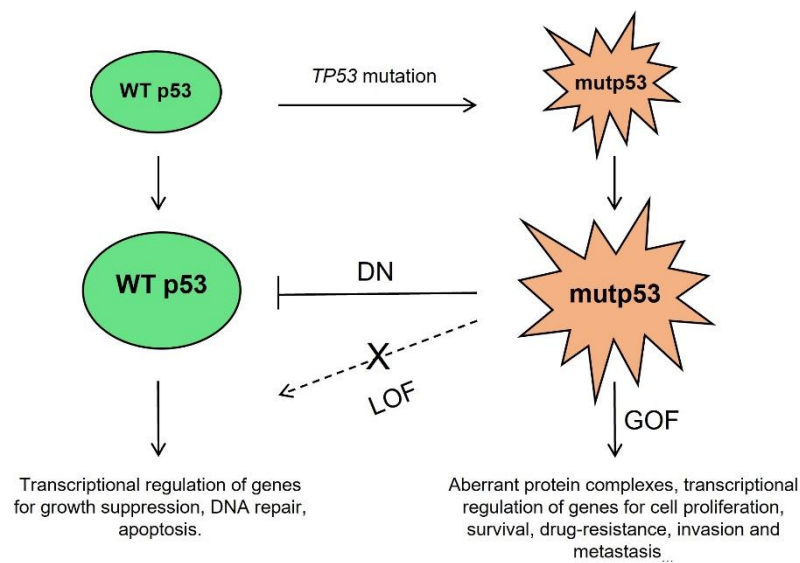 WT p53
TP53 mutation
mutp53
WT p53
DN
mutp53
X
LOF
GOF
Transcriptional regulation of genes
for growth suppression, DNA repair,
apoptosis.
Aberrant protein complexes, transcriptional
regulation of genes for cell proliferation,
survival, drug-resistance, invasion and
metastasis...